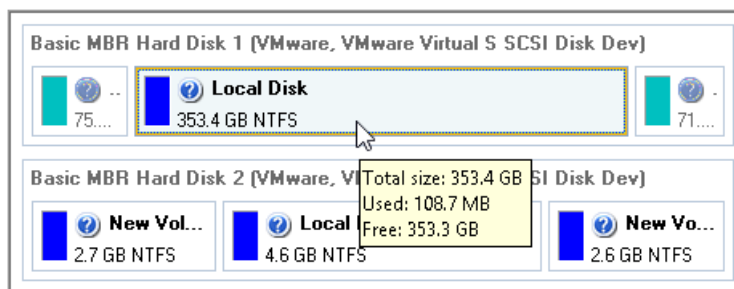 Basic MBR Hard Disk 1 (VMware, VMware Virtual S SCSI Disk Dev)
..
75....
Local Disk
353.4 GB NTFS
.
71....
Basic MBR Hard Disk 2 (VMware, VI SI Disk Dev)
Total size: 353.4 GB
Used: 108.7 MB
Free: 353.3 GB
New Vol...
2.7 GB NTFS
Local
4.6 GB NTFS
New Vo...
2.6 GB NTFS